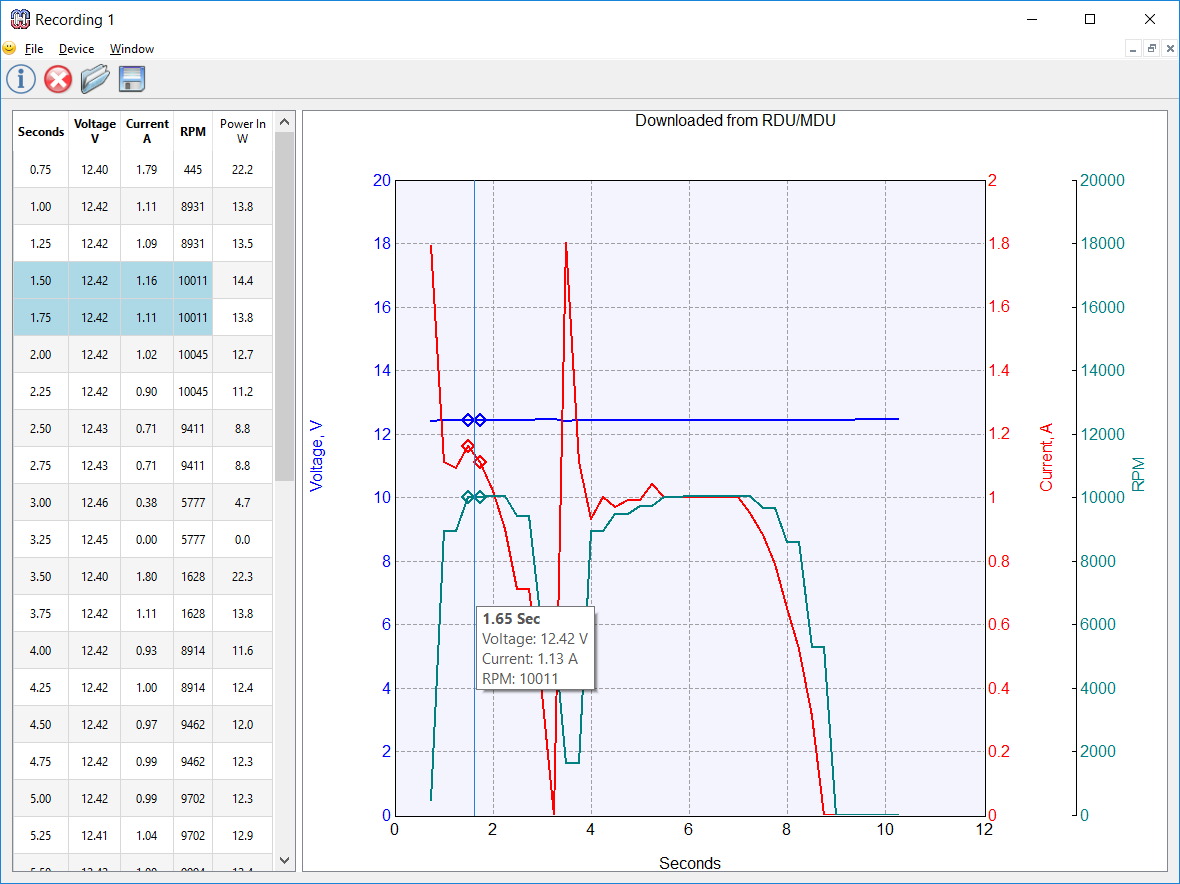 Recording 1
File Device Window
Seconds Voltage V Current A RPM Power In W
0.75 12.40 1.79 445 22.2
1.00 12.42 1.11 8931 13.8
1.25 12.42 1.09 8931 13.5
1.50 12.42 1.16 10011 14.4
1.75 12.42 1.11 10011 13.8
2.00 12.42 1.02 10045 12.7
2.25 12.42 0.90 10045 11.2
2.50 12.43 0.71 9411 8.8
2.75 12.43 0.71 9411 8.8
3.00 12.46 0.38 5777 4.7
3.25 12.45 0.00 5777 0.0
3.50 12.40 1.80 1628 22.3
3.75 12.42 1.11 1628 13.8
4.00 12.42 0.93 8914 11.6
4.25 12.42 1.00 8914 12.4
4.50 12.42 0.97 9462 12.0
4.75 12.42 0.99 9462 12.3
5.00 12.42 0.99 9702 12.3
5.25 12.41 1.04 9702 12.9
Downloaded from RDU/MDU
20 2 20000
18 1.8 18000
16 1.6 16000
14 1.4 14000
12 1.2 12000
10 1 10000
8 0.8 8000
6 0.6 6000
4 0.4 4000
2 0.2 2000
0 0 0
Voltage, V
Current, A
RPM
1.65 Sec
Voltage: 12.42 V
Current: 1.13 A
RPM: 10011
0 2 4 6 8 10 12
Seconds